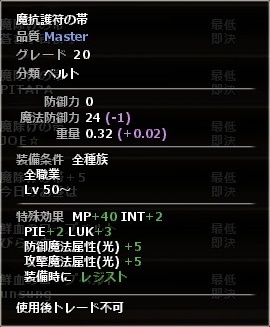 魔抗護符の帯
品質 Master
グレード 20
分類 ベルト
防御力 0
魔法防御力 24 (-1)
重量 0.32 (+0.02)
装備条件 全種族
全職業
Lv 50～
特殊効果 MP+40 INT+2
PIE+2 LUK+3
防御魔法属性(光) +5
攻撃魔法属性(光) +5
装備時に レジスト
使用後トレード不可